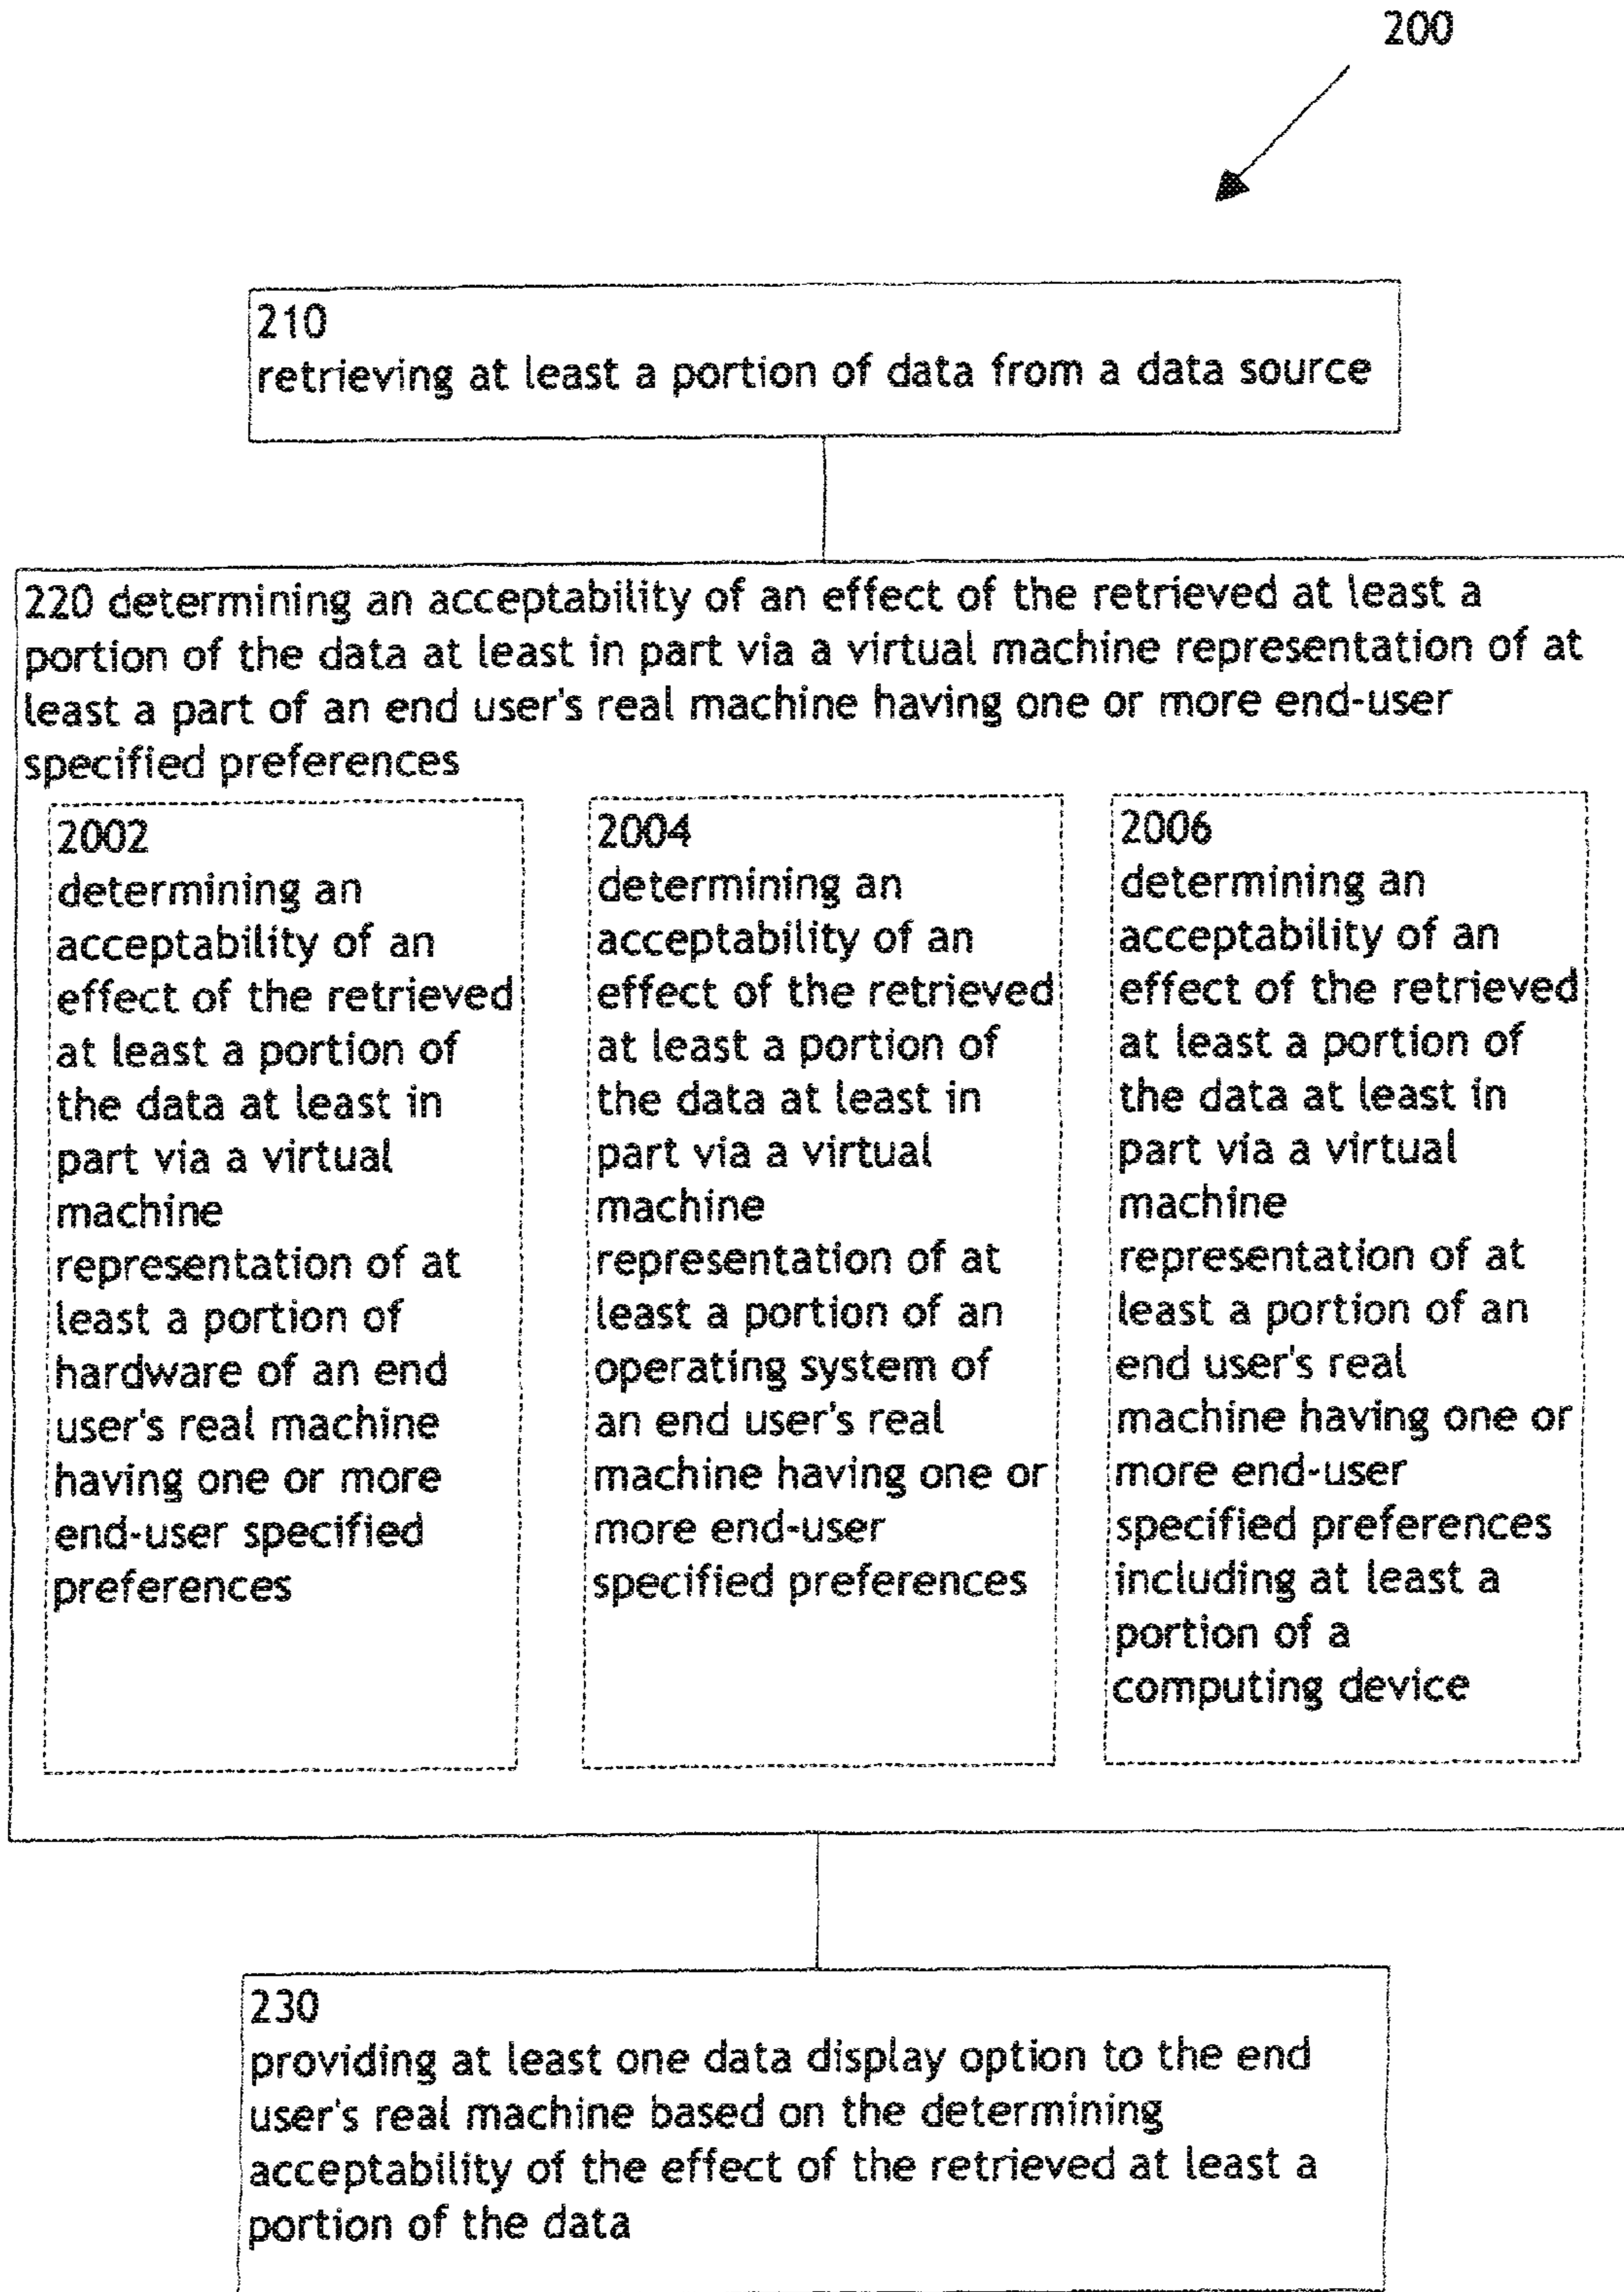 200
210
retrieving at least a portion of data from a data source
220 determining an acceptability of an effect of the retrieved at least a
portion of the data at least in part via a virtual machine representation of at
least a part of an end user's real machine having one or more end-user
specified preferences
2002
determining an
acceptability of an
effect of the retrieved
at least a portion of
the data at least in
part via a virtual
machine
representation of at
least a portion of
hardware of an end
user's real machine
having one or more
end-user specified
preferences
2004
determining an
acceptability of an
effect of the retrieved
at least a portion of
the data at least in
part via a virtual
machine
representation of at
least a portion of an
operating system of
an end user's real
machine having one or
more end-user
specified preferences
2006
determining an
acceptability of an
effect of the retrieved
at least a portion of
the data at least in
part via a virtual
machine
representation of at
least a portion of an
end user's real
machine having one or
more end-user
specified preferences
including at least a
portion of a
computing device
230
providing at least one data display option to the end
user's real machine based on the determining
acceptability of the effect of the retrieved at least a
portion of the data